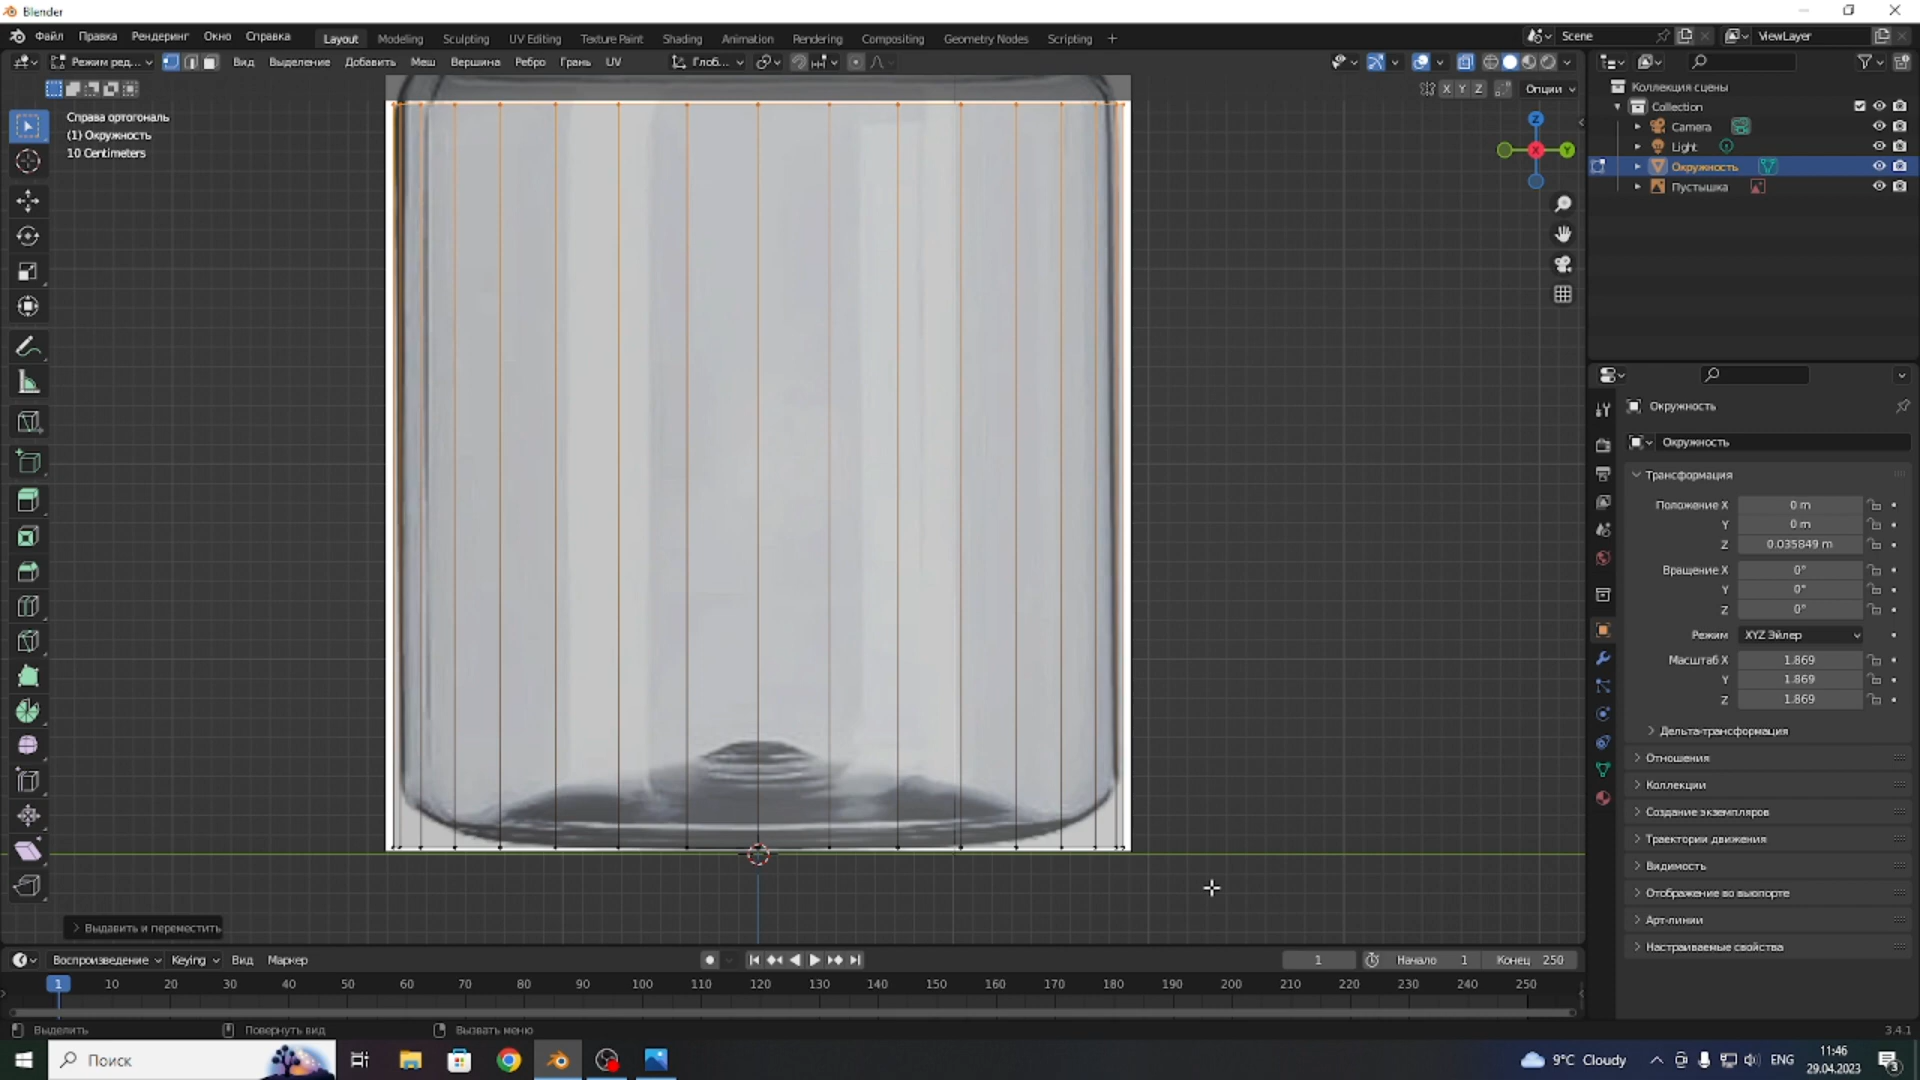 Blender
Файл Правка Рендеринг Окно Справка Layout Modeling Sculpting UV Editing Texture Paint Shading Animation Rendering Compositing Geometry Nodes Scripting + Scene ViewLayer
Режим ред... Вид Выделение Добавить Меш Вершина Ребро Грань UV Глоб...
X Y Z Опции
Справа ортогональ
(1) Окружность
10 Centimeters
Z
Y
X
Коллекция сцены
Collection
Camera
Light
Окружность
Пустышка
Окружность
Окружность
Трансформация
Положение X 0 m
Y 0 m
Z 0.035849 m
Вращение X 0°
Y 0°
Z 0°
Режим XYZ Эйлер
Масштаб X 1.869
Y 1.869
Z 1.869
Дельта-трансформация
Отношения
Коллекции
Создание экземпляров
Траектории движения
Видимость
Отображение во вьюпорте
Арт-линии
Настраиваемые свойства
Выдавить и переместить
Воспроизведение Keying Вид Маркер 1 Начало 1 Конец 250
1 10 20 30 40 50 60 70 80 90 100 110 120 130 140 150 160 170 180 190 200 210 220 230 240 250
Выделить Повернуть вид Вызвать меню 3.4.1
Поиск 9°C Cloudy ENG 11:46
29.04.2023 3